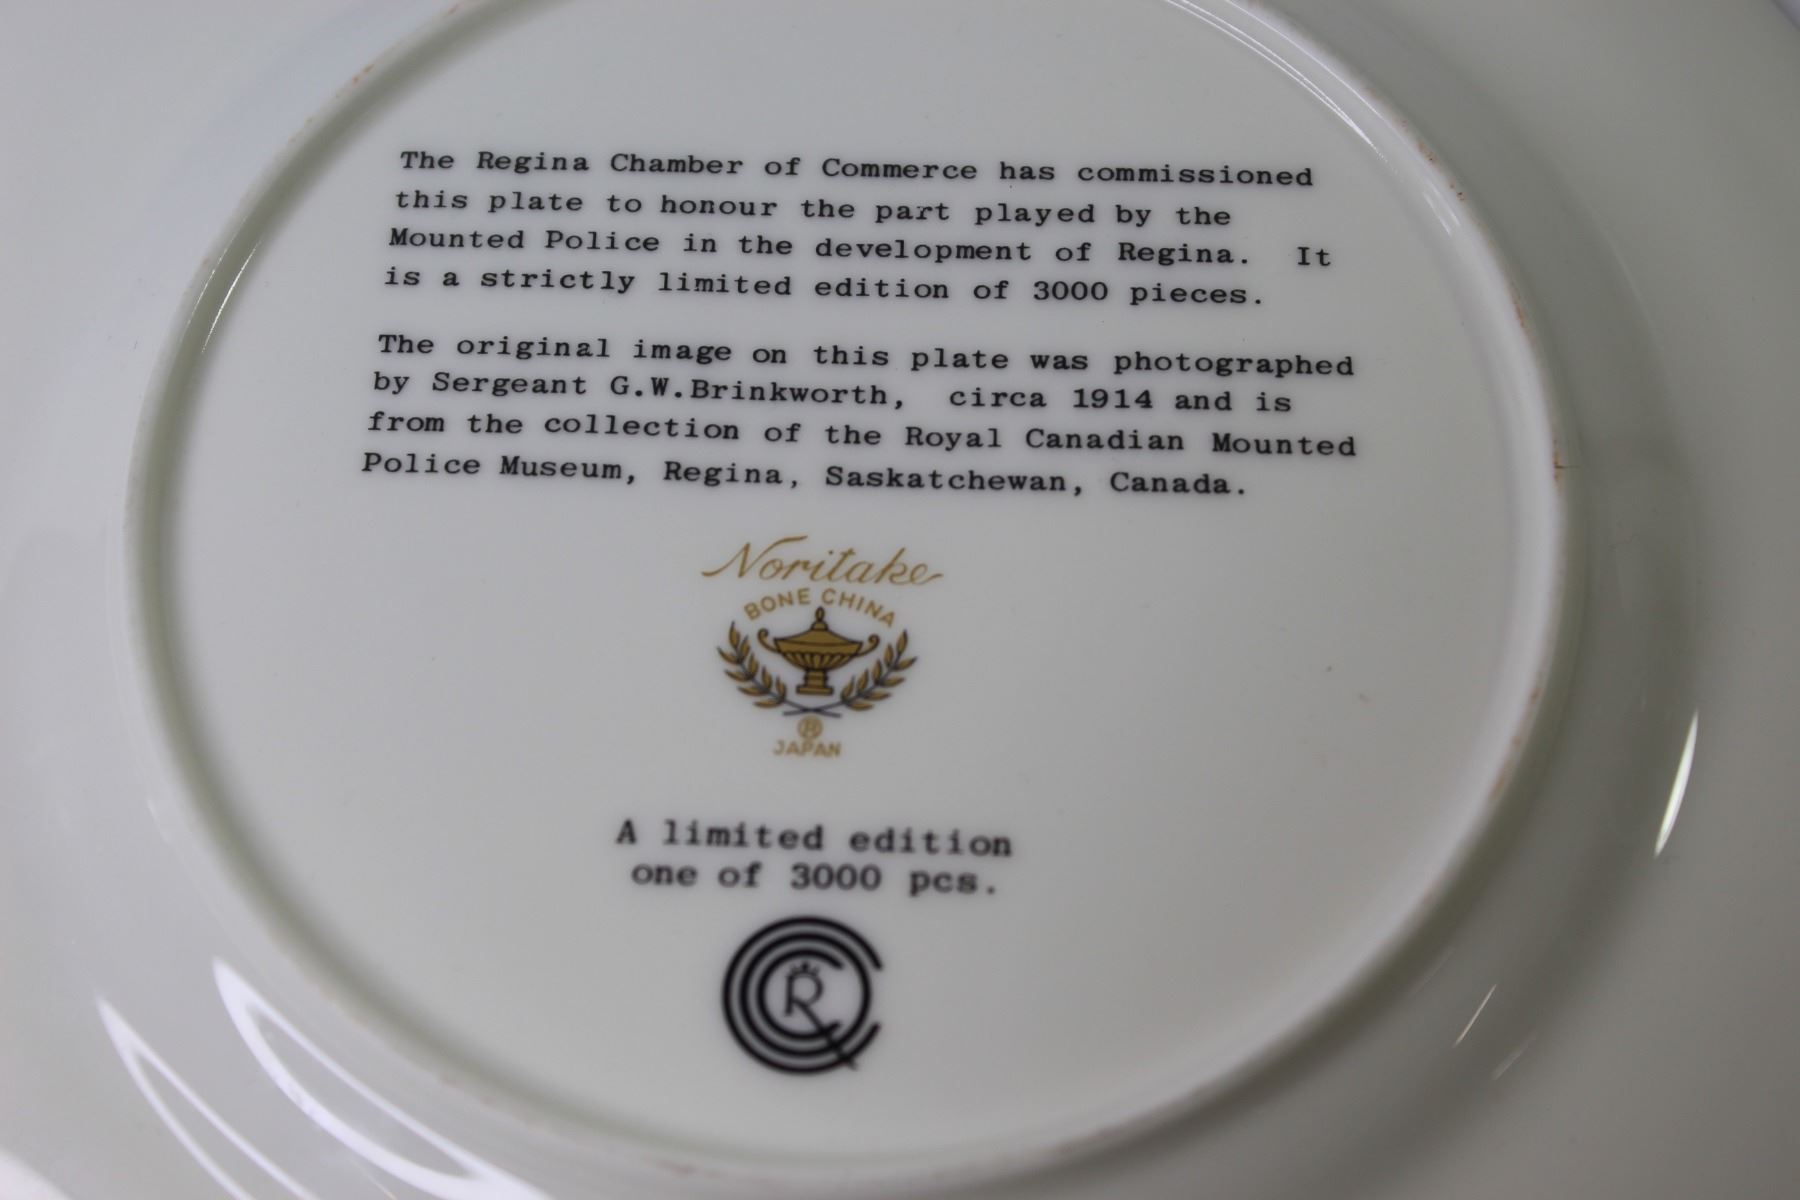 The Regina Chamber of Commerce has commissioned
this plate to honour the part played by the
Mounted Police in the development of Regina.  It
is a strictly limited edition of 3000 pieces.
The original image on this plate was photographed
by Sergeant G.W.Brinkworth,  circa 1914 and is
from the collection of the Royal Canadian Mounted
Police Museum, Regina, Saskatchewan, Canada.
Noritake
BONE CHINA
®
JAPAN
A limited edition
one of 3000 pcs.
CCR